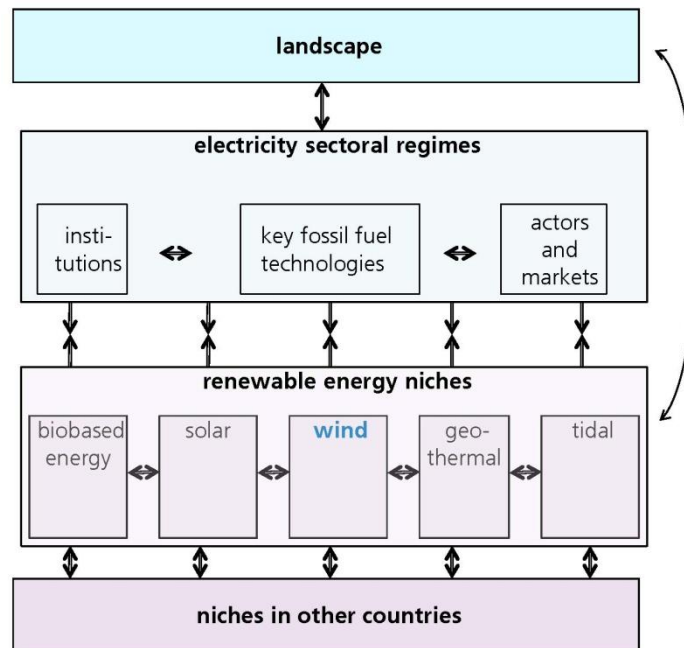 landscape
electricity sectoral regimes
insti-
tutions
key fossil fuel
technologies
actors
and
markets
renewable energy niches
biobased
energy
solar
wind
geo-
thermal
tidal
niches in other countries